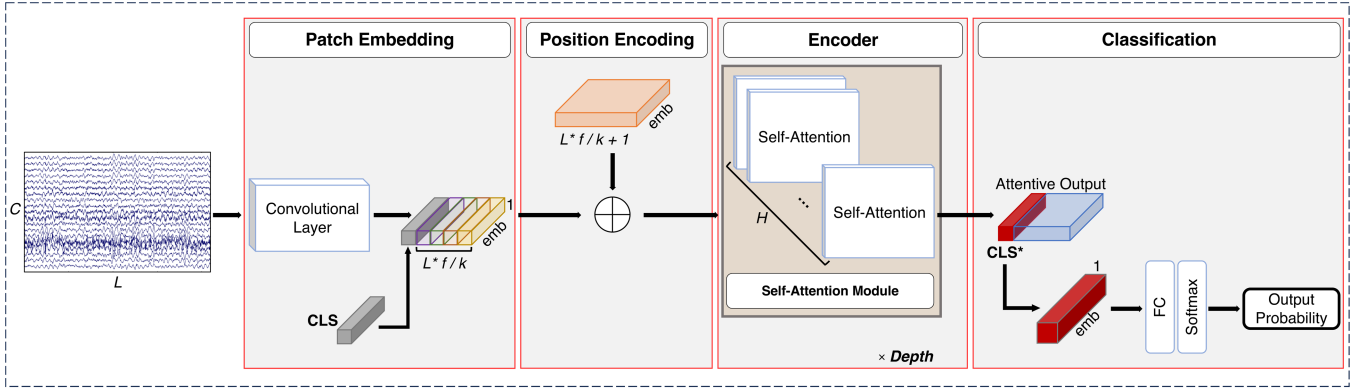 Patch Embedding
Position Encoding
Encoder
Classification
C
L
Convolutional
Layer
CLS
L* f / k
emb
1
L* f / k + 1
emb
Self-Attention
...
Self-Attention
H
Self-Attention Module
× Depth
Attentive Output
CLS*
1
emb
FC
Softmax
Output
Probability